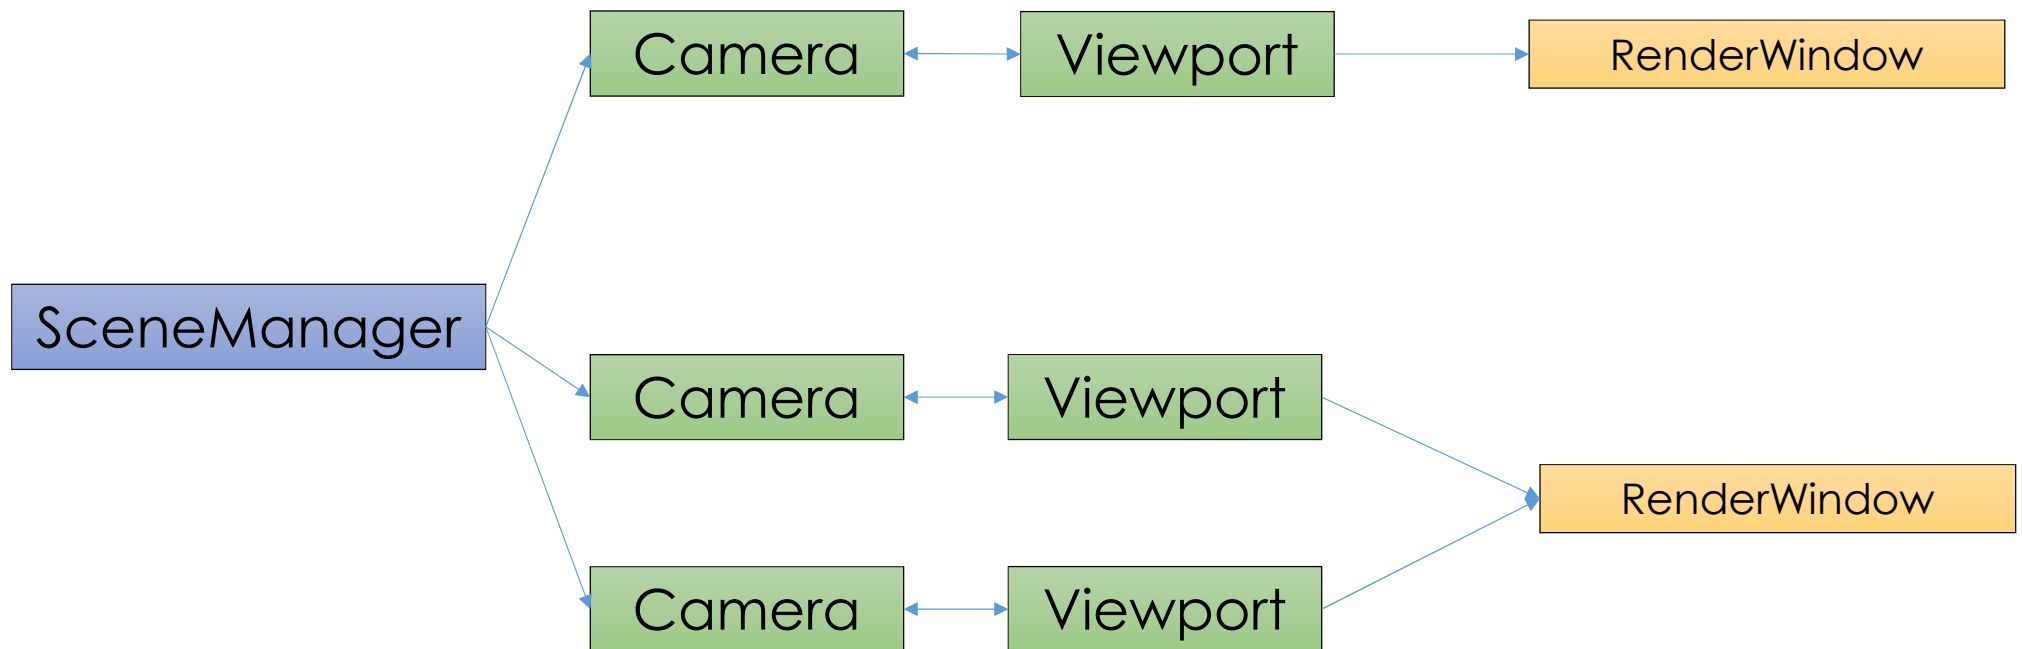 Camera
Viewport
RenderWindow
SceneManager
Camera
Viewport
RenderWindow
Camera
Viewport